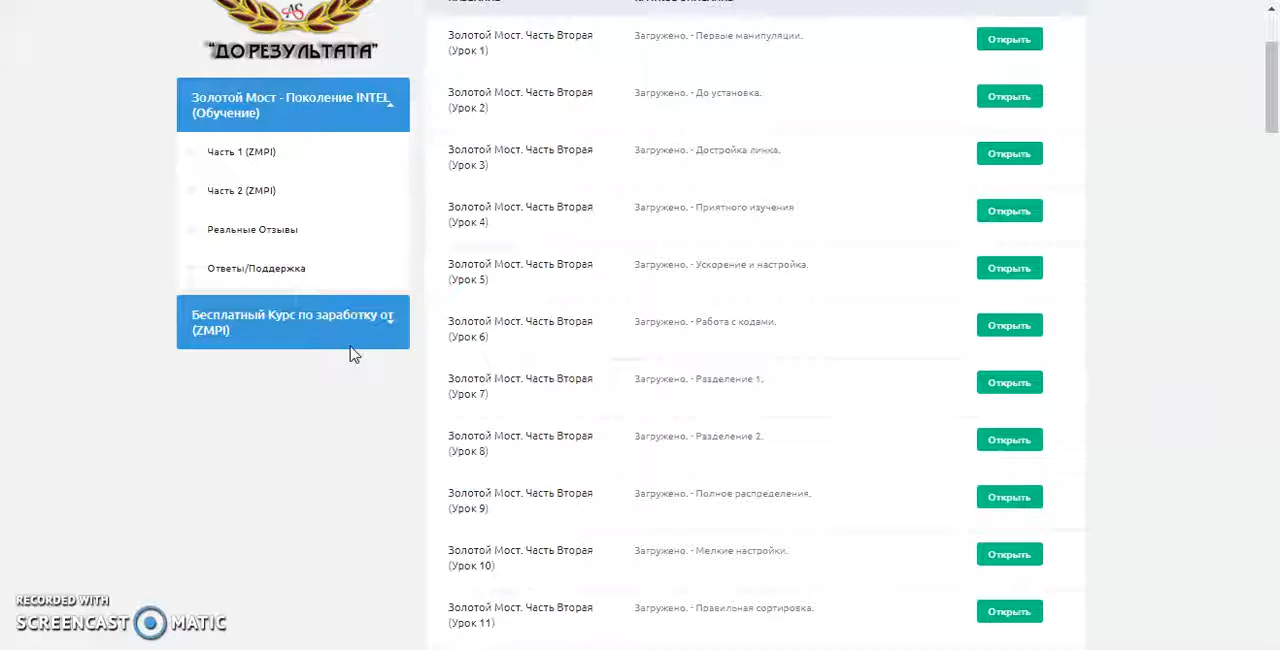 AS
"ДО РЕЗУЛЬТАТА"
Золотой Мост - Поколение INTEL
(Обучение)
Часть 1 (ZMPI)
Часть 2 (ZMPI)
Реальные Отзывы
Ответы/Поддержка
Бесплатный Курс по заработку от
(ZMPI)
Золотой Мост. Часть Вторая
(Урок 1)
Загружено. - Первые манипуляции.
Открыть
Золотой Мост. Часть Вторая
(Урок 2)
Загружено. - До установка.
Открыть
Золотой Мост. Часть Вторая
(Урок 3)
Загружено. - Достройка линка.
Открыть
Золотой Мост. Часть Вторая
(Урок 4)
Загружено. - Приятного изучения
Открыть
Золотой Мост. Часть Вторая
(Урок 5)
Загружено. - Ускорение и настройка.
Открыть
Золотой Мост. Часть Вторая
(Урок 6)
Загружено. - Работа с кодами.
Открыть
Золотой Мост. Часть Вторая
(Урок 7)
Загружено. - Разделение 1.
Открыть
Золотой Мост. Часть Вторая
(Урок 8)
Загружено. - Разделение 2.
Открыть
Золотой Мост. Часть Вторая
(Урок 9)
Загружено. - Полное распределения.
Открыть
Золотой Мост. Часть Вторая
(Урок 10)
Загружено. - Мелкие настройки.
Открыть
Золотой Мост. Часть Вторая
(Урок 11)
Загружено. - Правильная сортировка.
Открыть
RECORDED WITH
SCREENCAST MATIC